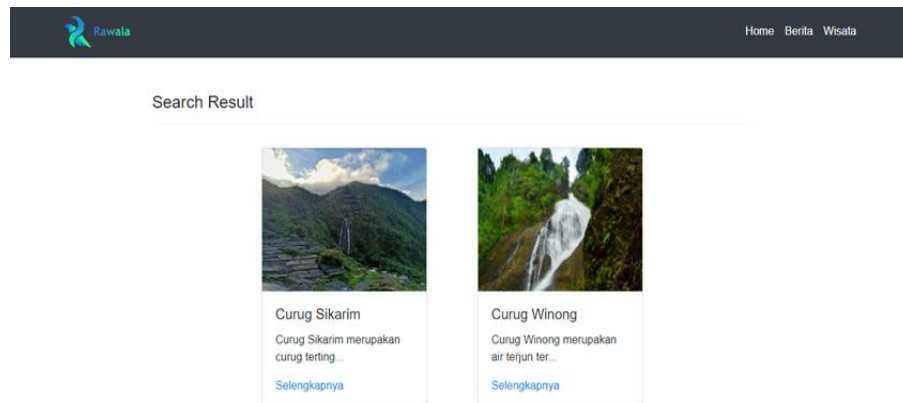 Rawala
Home Berita Wisata
Search Result
Curug Sikarim
Curug Sikarim merupakan
curug terting...
Selengkapnya
Curug Winong
Curug Winong merupakan
air terjun ter...
Selengkapnya